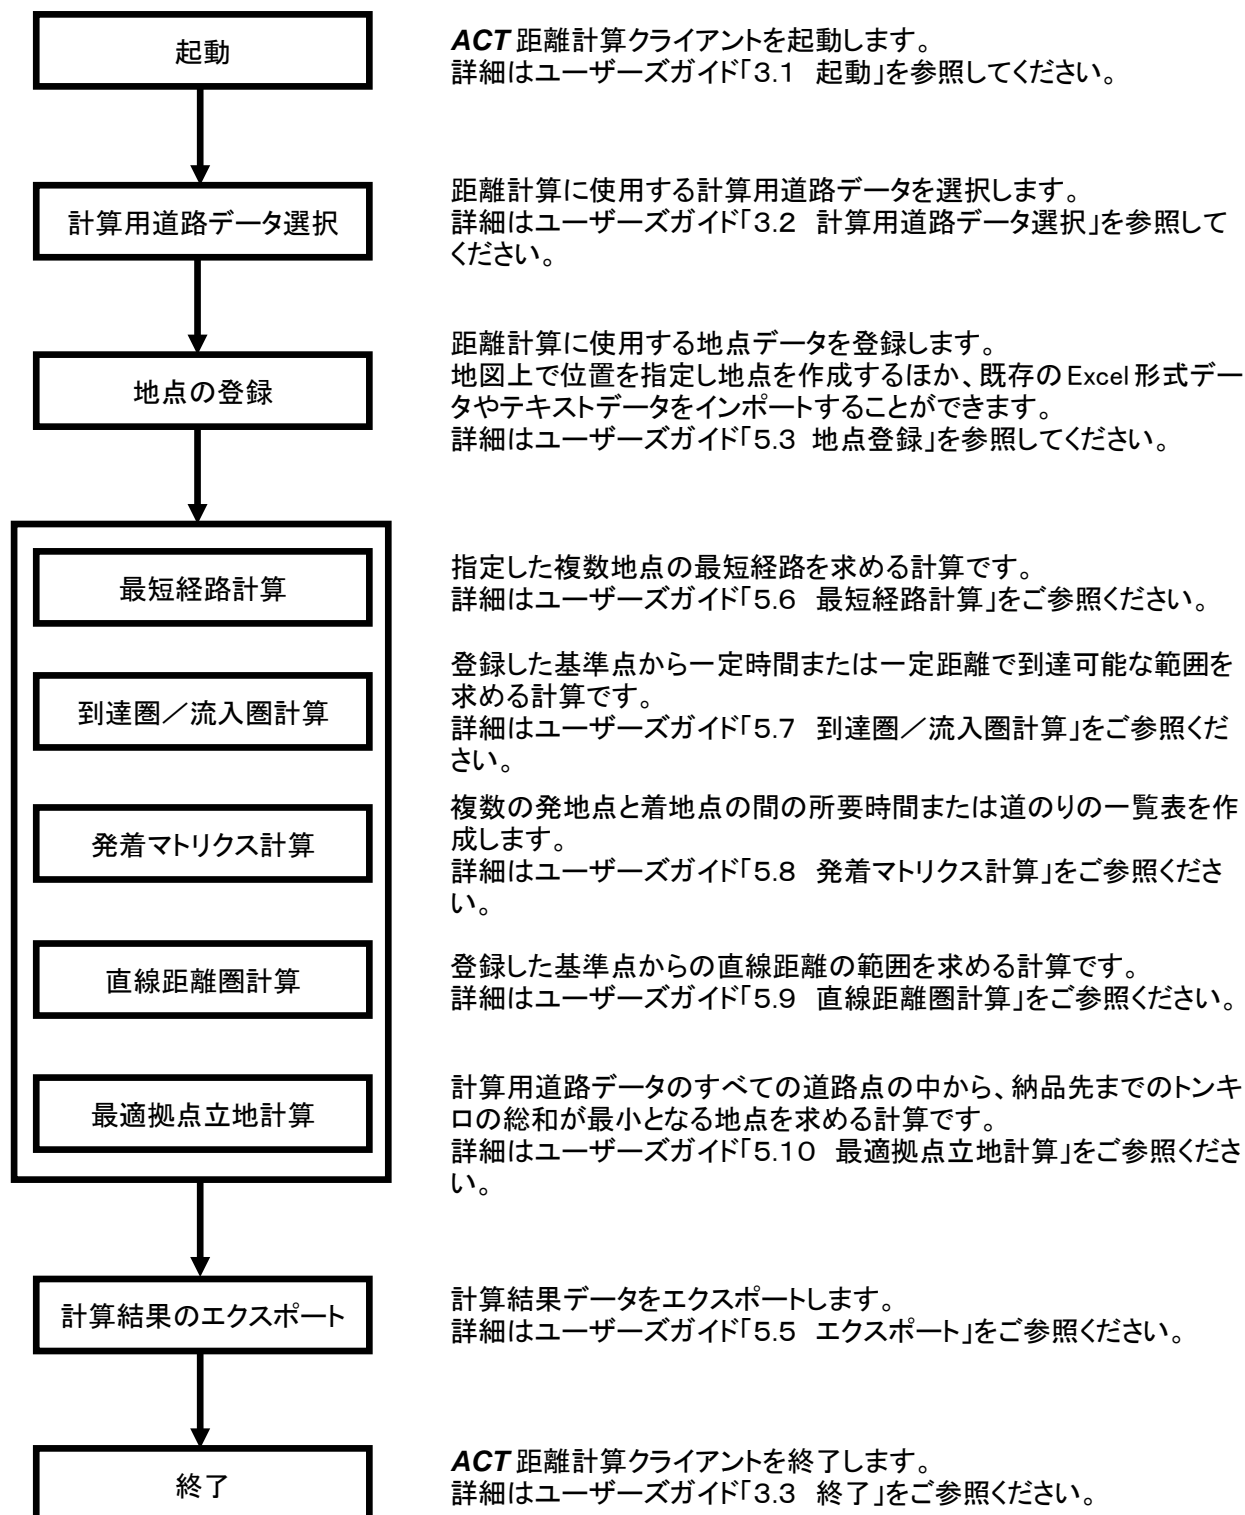 起動
ACT 距離計算クライアントを起動します。
詳細はユーザーズガイド「3.1 起動」を参照してください。
計算用道路データ選択
距離計算に使用する計算用道路データを選択します。
詳細はユーザーズガイド「3.2 計算用道路データ選択」を参照して
ください。
地点の登録
距離計算に使用する地点データを登録します。
地図上で位置を指定し地点を作成するほか、既存の Excel 形式デー
タやテキストデータをインポートすることができます。
詳細はユーザーズガイド「5.3 地点登録」を参照してください。
最短経路計算
指定した複数地点の最短経路を求める計算です。
詳細はユーザーズガイド「5.6 最短経路計算」をご参照ください。
到達圏/流入圏計算
登録した基準点から一定時間または一定距離で到達可能な範囲を
求める計算です。
詳細はユーザーズガイド「5.7 到達圏/流入圏計算」をご参照くだ
さい。
発着マトリクス計算
複数の発地点と着地点の間の所要時間または道のりの一覧表を作
成します。
詳細はユーザーズガイド「5.8 発着マトリクス計算」をご参照くださ
い。
直線距離圏計算
登録した基準点からの直線距離の範囲を求める計算です。
詳細はユーザーズガイド「5.9 直線距離圏計算」をご参照ください。
最適拠点立地計算
計算用道路データのすべての道路点の中から、納品先までのトンキ
ロの総和が最小となる地点を求める計算です。
詳細はユーザーズガイド「5.10 最適拠点立地計算」をご参照くださ
い。
計算結果のエクスポート
計算結果データをエクスポートします。
詳細はユーザーズガイド「5.5 エクスポート」をご参照ください。
終了
ACT 距離計算クライアントを終了します。
詳細はユーザーズガイド「3.3 終了」をご参照ください。